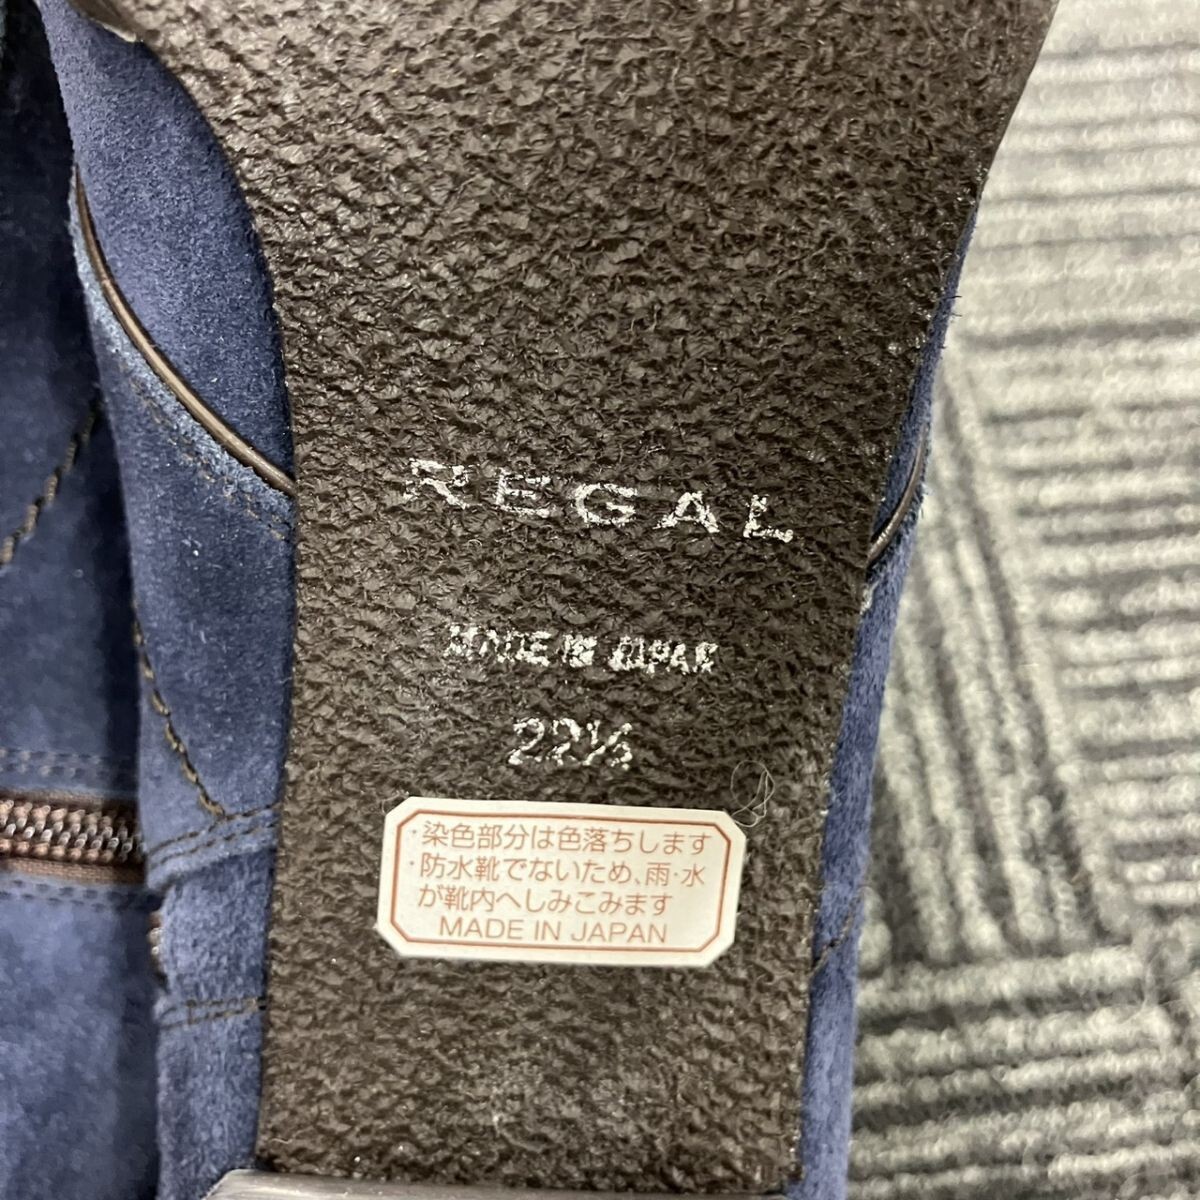 REGAL
MADE IN JAPAN
22½
・染色部分は色落ちします
・防水靴でないため、雨・水
が靴内へしみこみます
MADE IN JAPAN